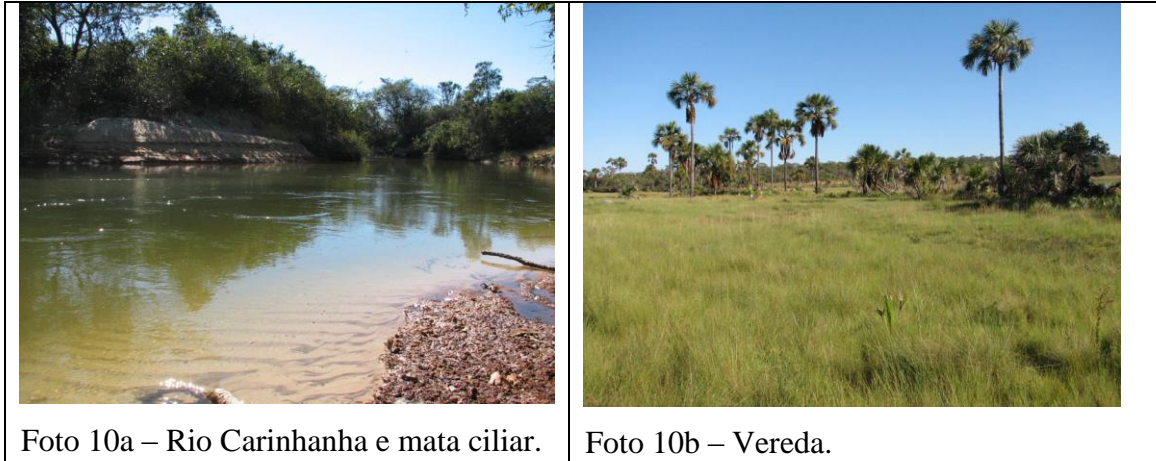 Foto 10a – Rio Carinhanha e mata ciliar.
Foto 10b – Vereda.